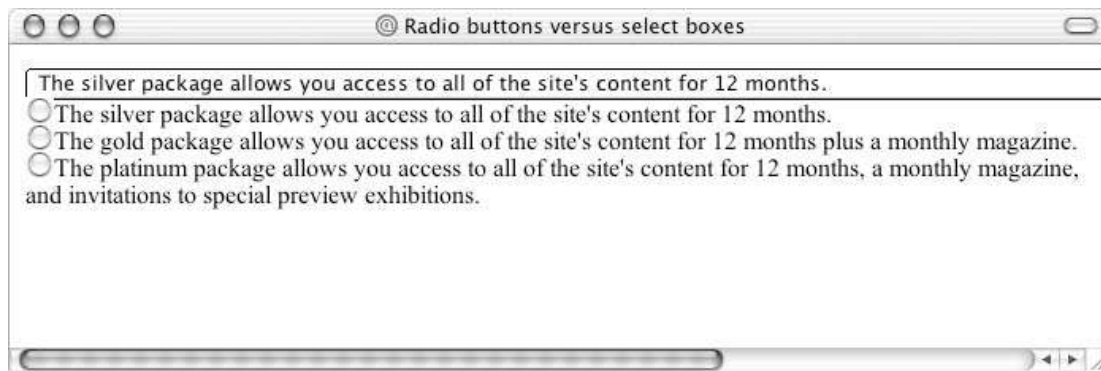 @ Radio buttons versus select boxes
The silver package allows you access to all of the site's content for 12 months.
The silver package allows you access to all of the site's content for 12 months.
The gold package allows you access to all of the site's content for 12 months plus a monthly magazine.
The platinum package allows you access to all of the site's content for 12 months, a monthly magazine,
and invitations to special preview exhibitions.